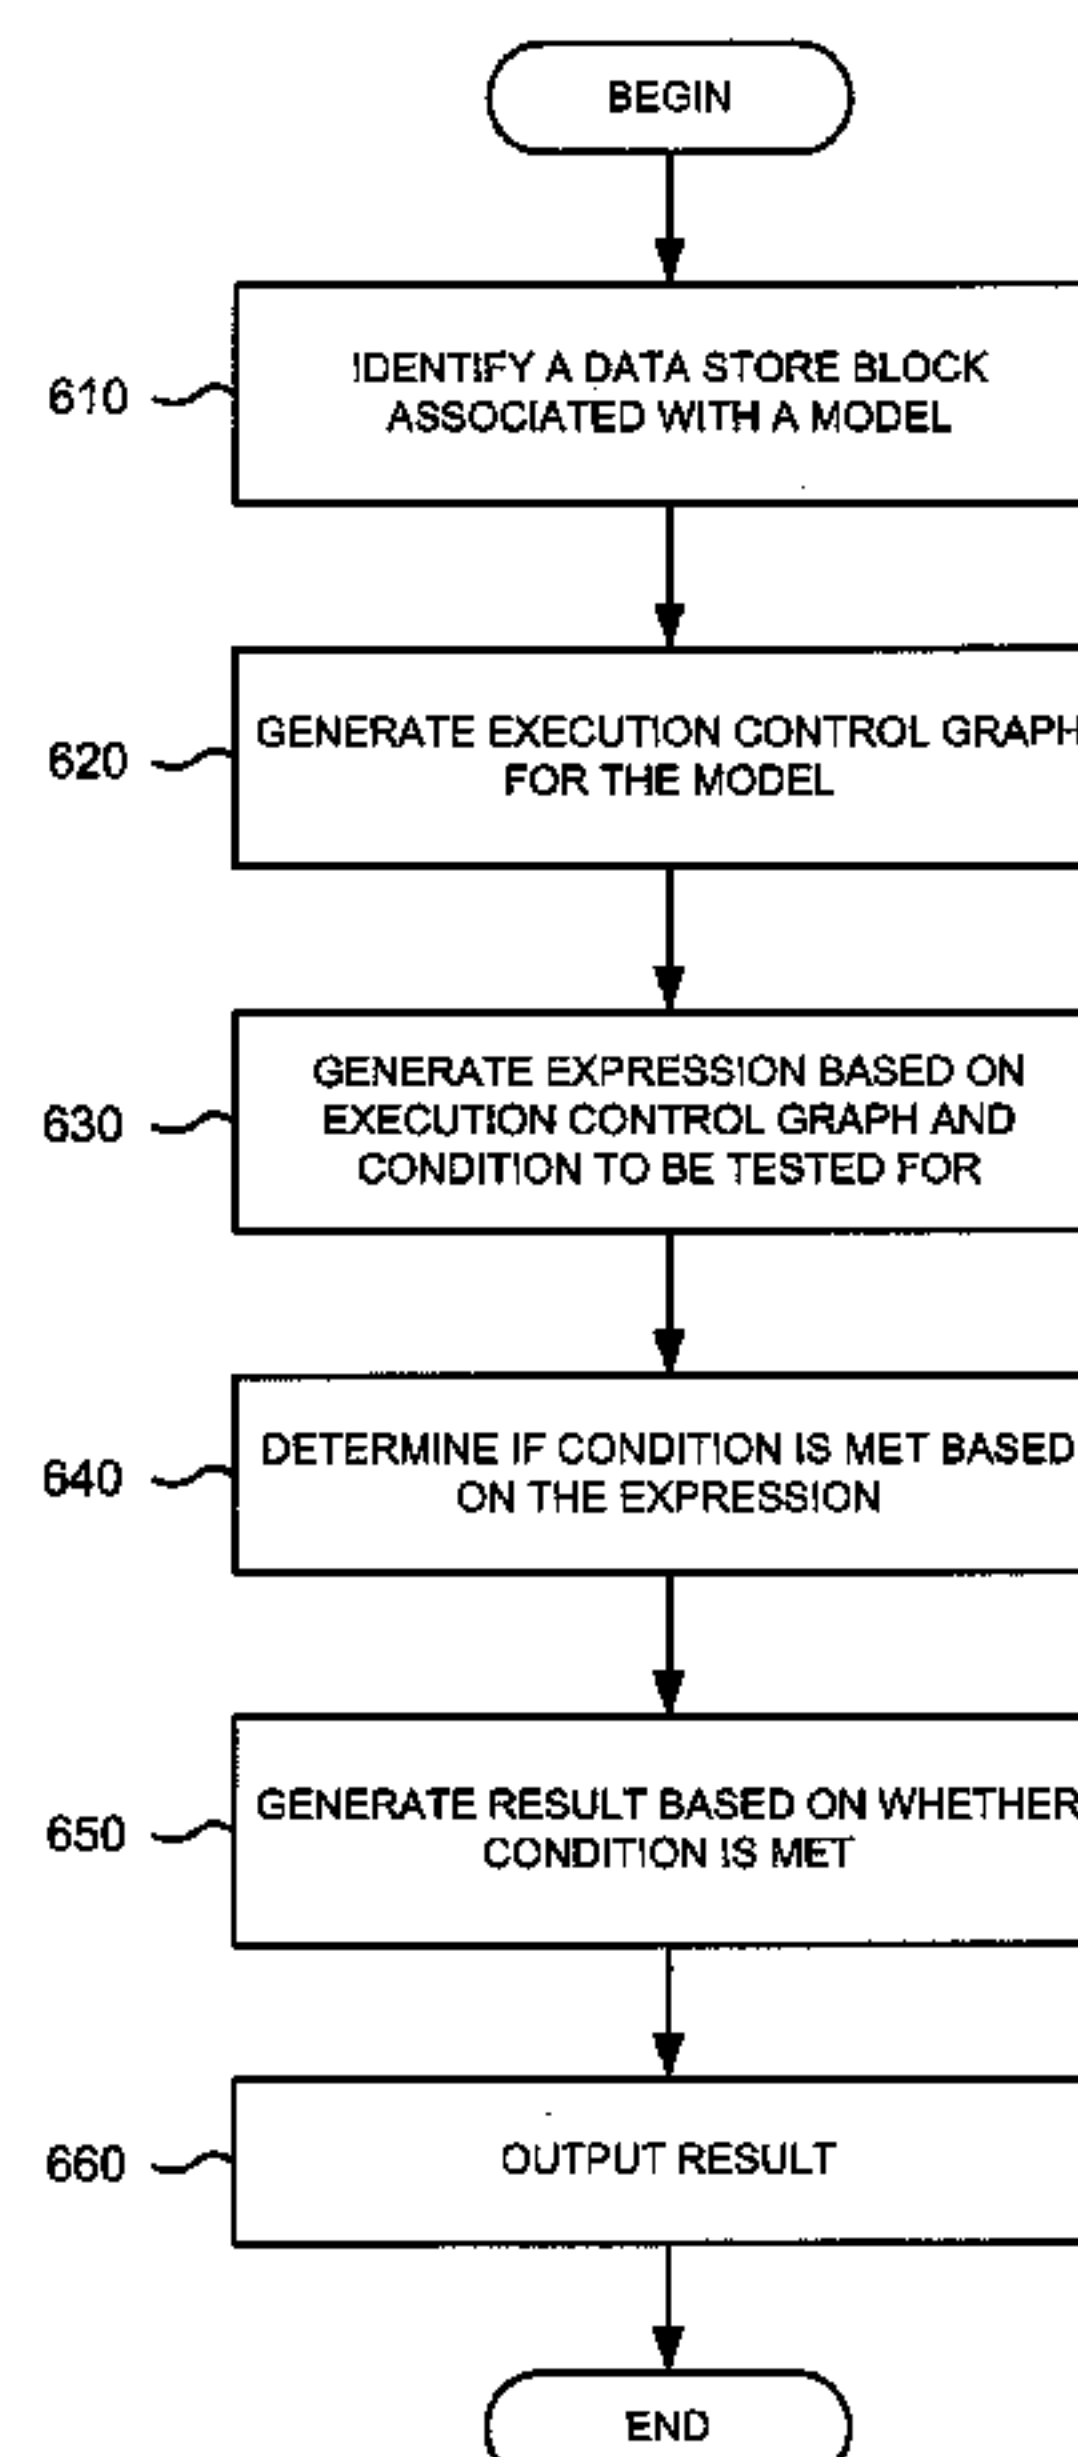 BEGIN
610
IDENTIFY A DATA STORE BLOCK
ASSOCIATED WITH A MODEL
620
GENERATE EXECUTION CONTROL GRAPH
FOR THE MODEL
630
GENERATE EXPRESSION BASED ON
EXECUTION CONTROL GRAPH AND
CONDITION TO BE TESTED FOR
640
DETERMINE IF CONDITION IS MET BASED
ON THE EXPRESSION
650
GENERATE RESULT BASED ON WHETHER
CONDITION IS MET
660
OUTPUT RESULT
END